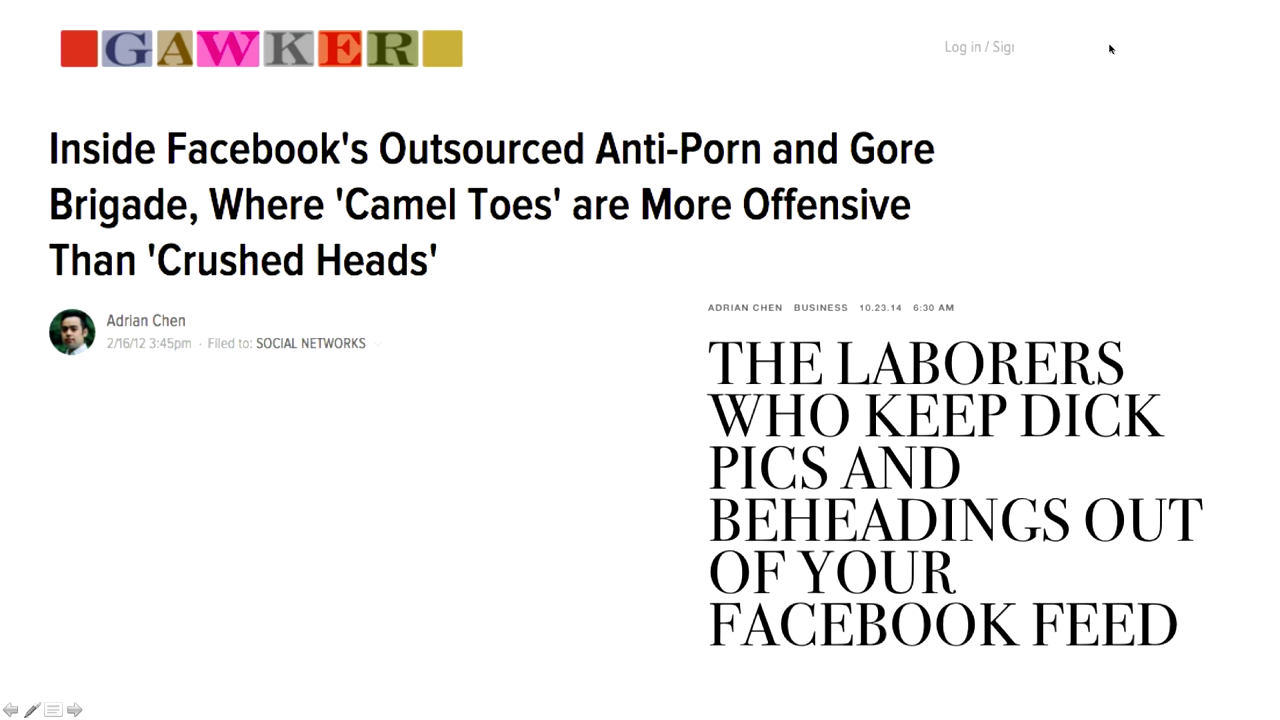 GAWKER
Log in / Sign
Inside Facebook's Outsourced Anti-Porn and Gore
Brigade, Where 'Camel Toes' are More Offensive
Than 'Crushed Heads'
Adrian Chen
2/16/12 3:45pm · Filed to: SOCIAL NETWORKS
ADRIAN CHEN BUSINESS 10.23.14 6:30 AM
THE LABORERS
WHO KEEP DICK
PICS AND
BEHEADINGS OUT
OF YOUR
FACEBOOK FEED